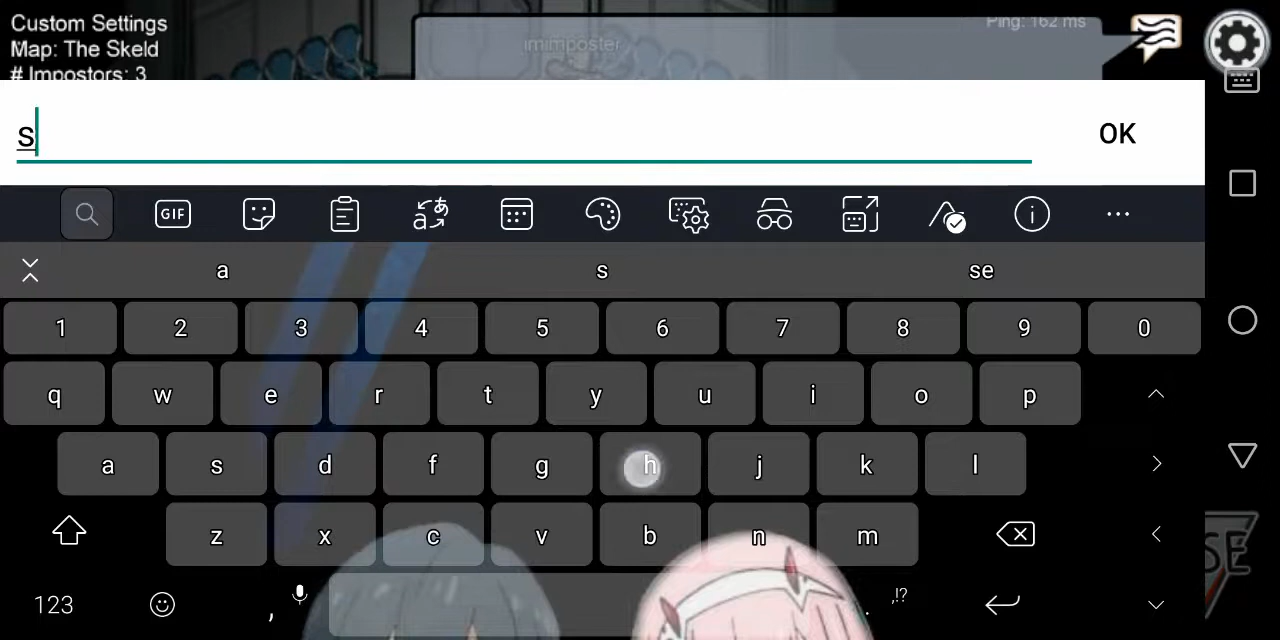 Custom Settings
Map: The Skeld
# Impostors: 3
Ping: 162 ms
imimposter
s
OK
GIF
a s se
1 2 3 4 5 6 7 8 9 0
q w e r t y u i o p
a s d f g h j k l
z x c v b n m
123 , . ,!?